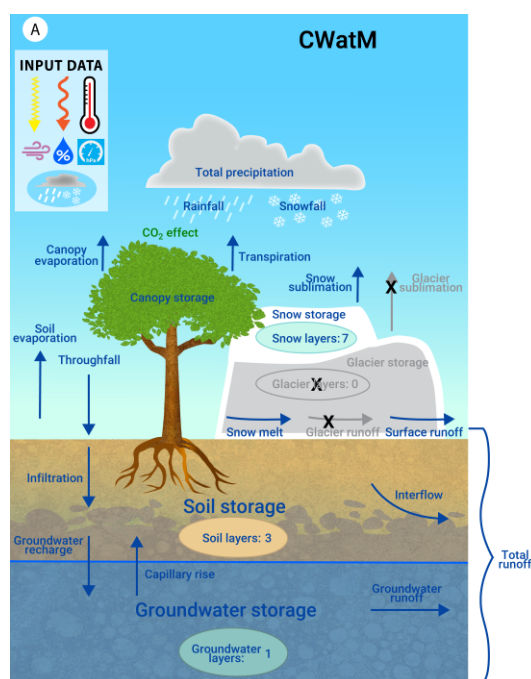 A
CWatM
INPUT DATA
%
hPa
Total precipitation
Rainfall
Snowfall
CO₂ effect
Canopy
evaporation
Transpiration
Canopy storage
Snow
sublimation
X
Glacier
sublimation
Snow storage
Snow layers: 7
Glacier storage
Glacier layers: 0
X
Soil
evaporation
Throughfall
X
Snow melt
Glacier runoff
Surface runoff
Infiltration
Soil storage
Interflow
Soil layers: 3
Groundwater
recharge
Capillary rise
Total
runoff
Groundwater storage
Groundwater
runoff
Groundwater
layers: 1